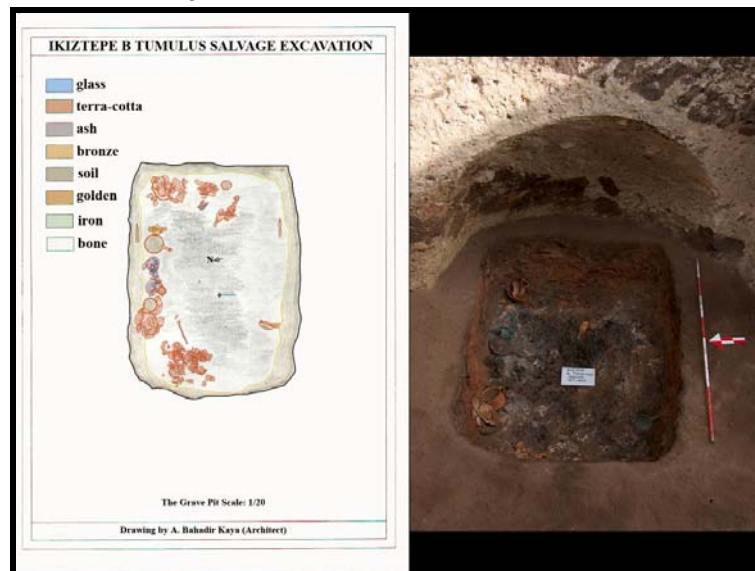 IKIZTEPE B TUMULUS SALVAGE EXCAVATION
glass
terra-cotta
ash
bronze
soil
golden
iron
bone
N
The Grave Pit Scale: 1/20
Drawing by A. Bahadir Kaya (Architect)